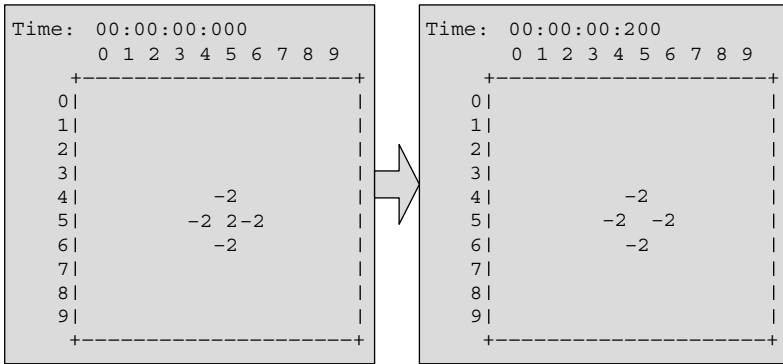 Time: 00:00:00:000
0 1 2 3 4 5 6 7 8 9
+----------------------+
0| |
1| |
2| |
3| |
4| -2 |
5| -2 2-2 |
6| -2 |
7| |
8| |
9| |
+----------------------+
Time: 00:00:00:200
0 1 2 3 4 5 6 7 8 9
+----------------------+
0| |
1| |
2| |
3| |
4| -2 |
5| -2 -2 |
6| -2 |
7| |
8| |
9| |
+----------------------+